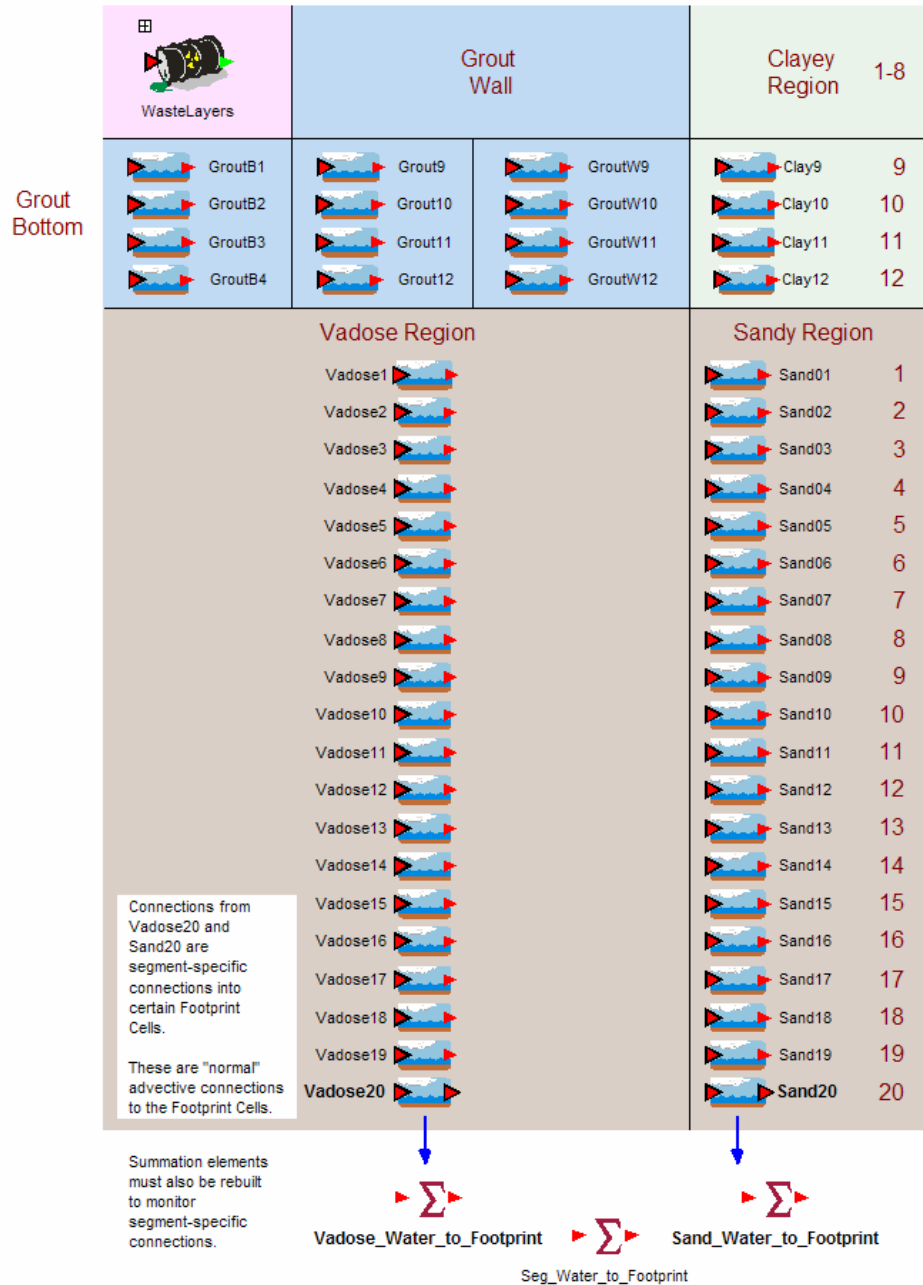 WasteLayers
Grout
Wall
Clayey
Region
1-8
Grout
Bottom
GroutB1
Grout9
GroutW9
Clay9
9
GroutB2
Grout10
GroutW10
Clay10
10
GroutB3
Grout11
GroutW11
Clay11
11
GroutB4
Grout12
GroutW12
Clay12
12
Vadose Region
Sandy Region
Vadose1
Sand01
1
Vadose2
Sand02
2
Vadose3
Sand03
3
Vadose4
Sand04
4
Vadose5
Sand05
5
Vadose6
Sand06
6
Vadose7
Sand07
7
Vadose8
Sand08
8
Vadose9
Sand09
9
Vadose10
Sand10
10
Vadose11
Sand11
11
Vadose12
Sand12
12
Vadose13
Sand13
13
Vadose14
Sand14
14
Vadose15
Sand15
15
Vadose16
Sand16
16
Vadose17
Sand17
17
Vadose18
Sand18
18
Vadose19
Sand19
19
Vadose20
Sand20
20
Connections from
Vadose20 and
Sand20 are
segment-specific
connections into
certain Footprint
Cells.
These are "normal"
advective connections
to the Footprint Cells.
Summation elements
must also be rebuilt
to monitor
segment-specific
connections.
Σ
Vadose_Water_to_Footprint
Σ
Seg_Water_to_Footprint
Σ
Sand_Water_to_Footprint